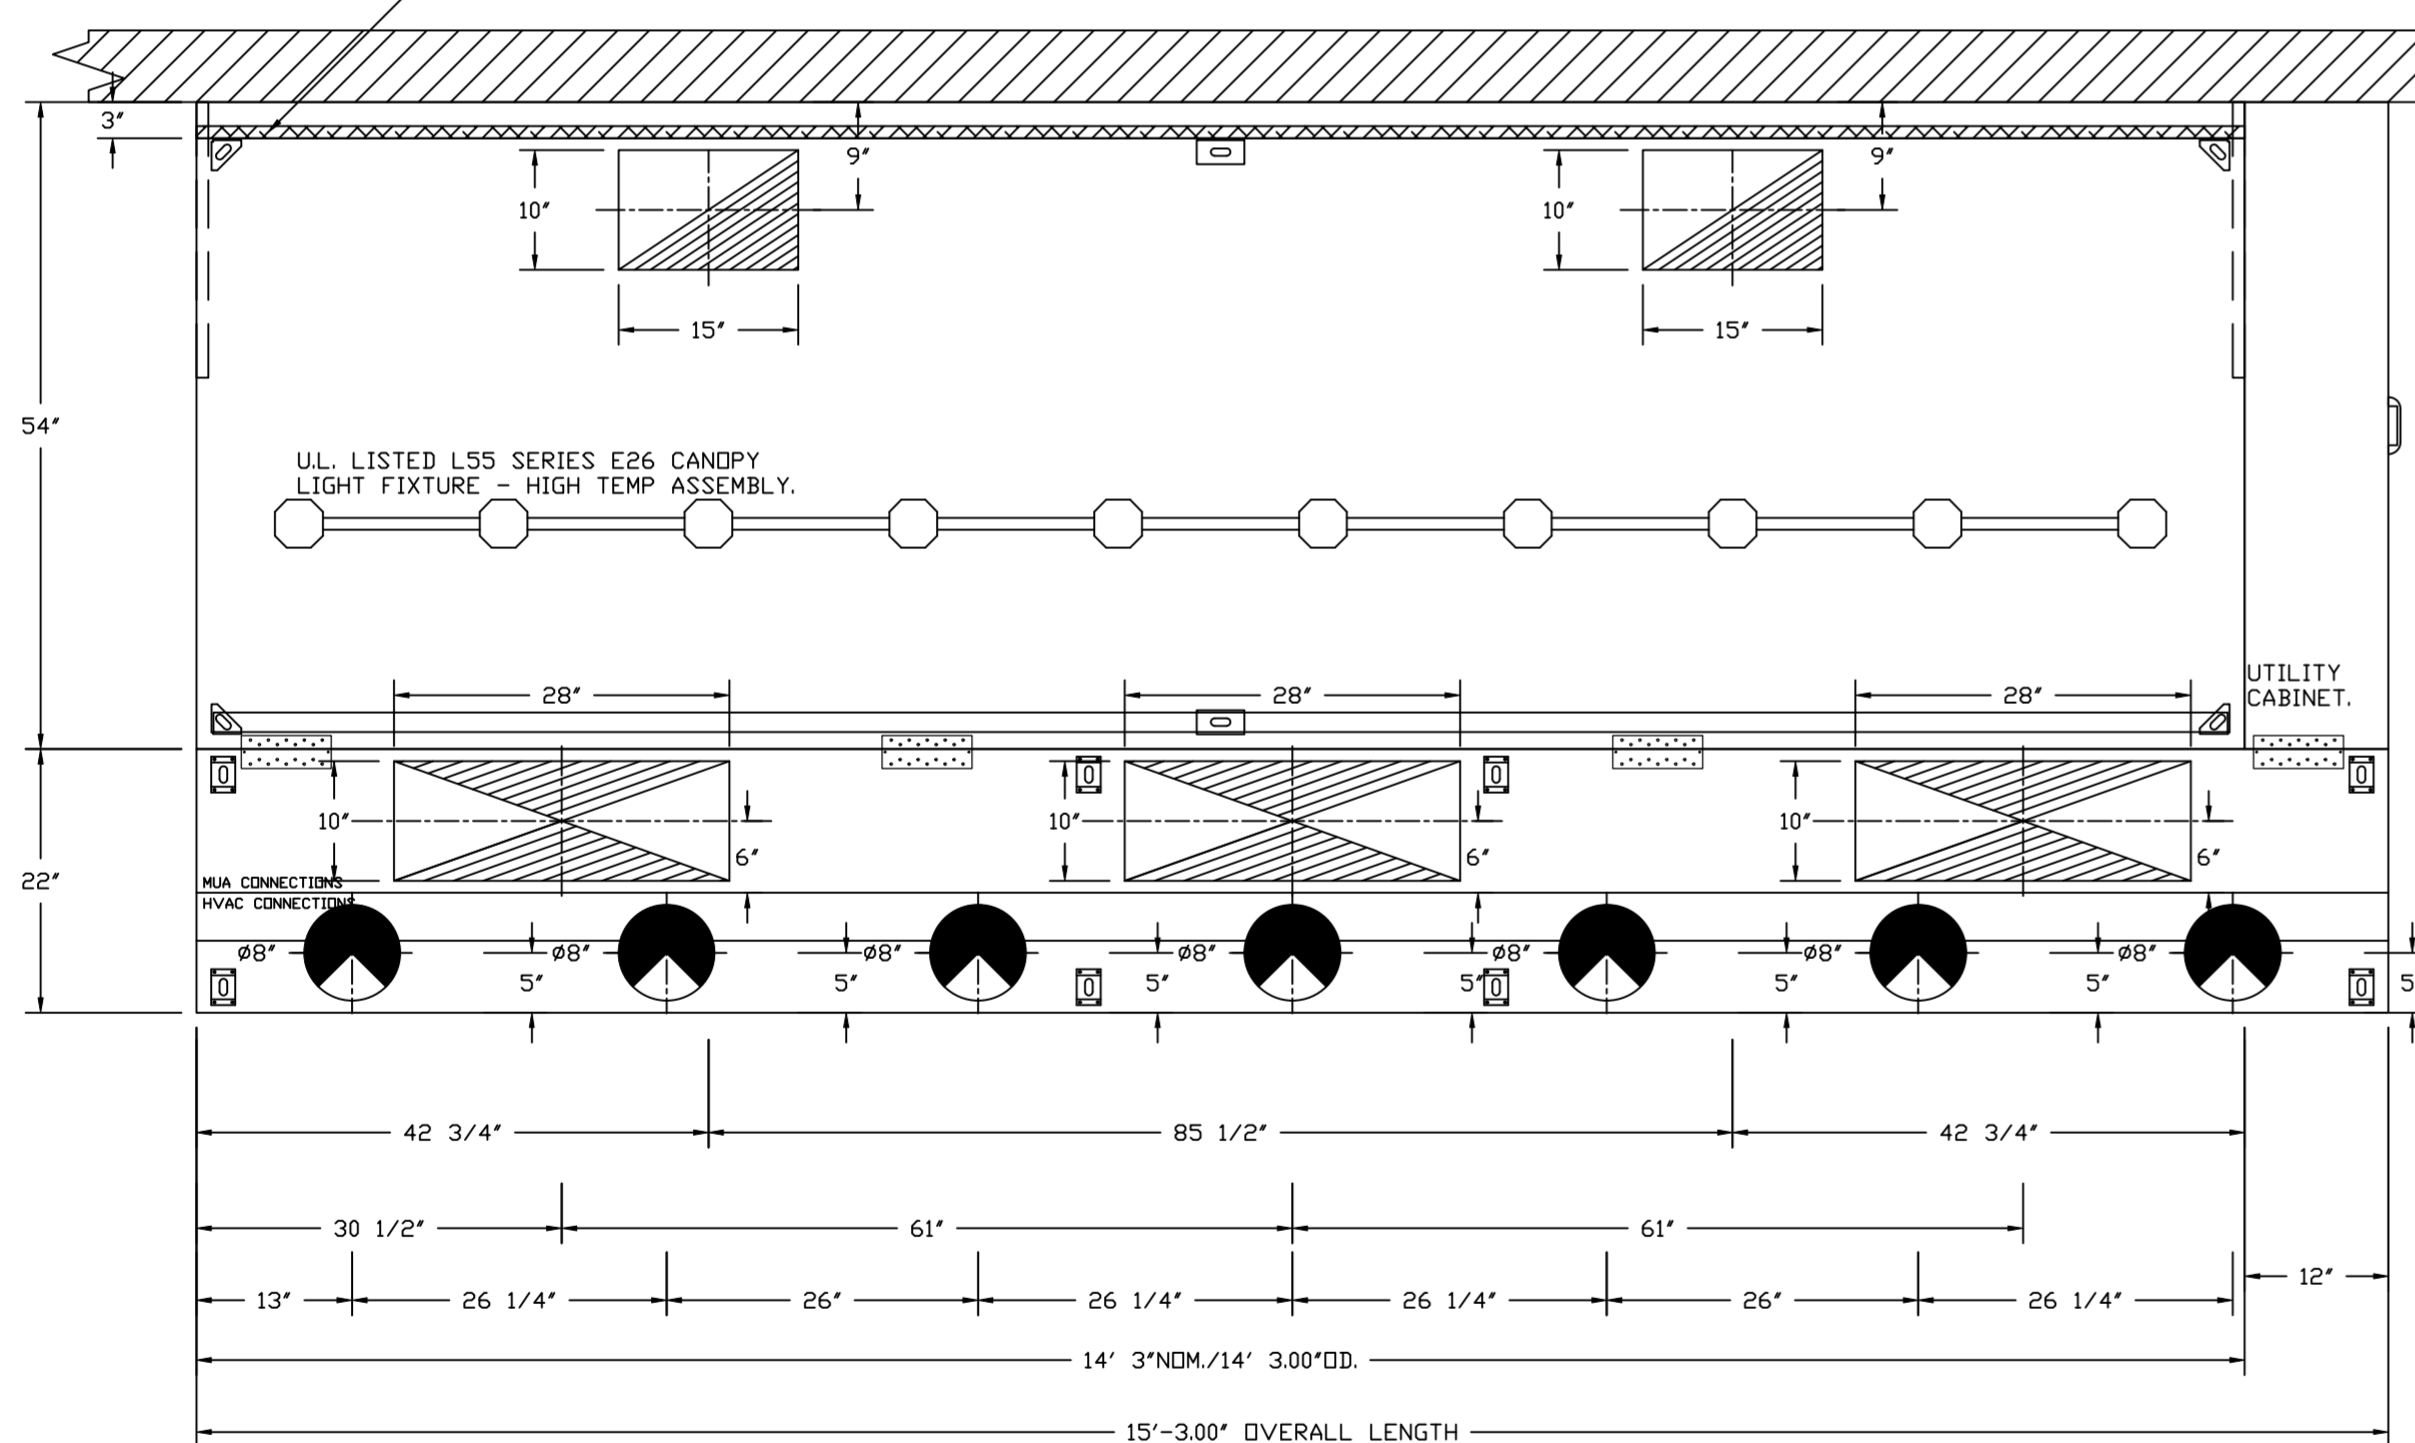 3″
9″
9″
10″
10″
15″
15″
54″
U.L. LISTED L55 SERIES E26 CANOPY
LIGHT FIXTURE - HIGH TEMP ASSEMBLY.
UTILITY
CABINET.
28″
28″
28″
10″
10″
10″
6″
6″
6″
22″
MUA CONNECTIONS
HVAC CONNECTIONS
ø8″
ø8″
ø8″
ø8″
ø8″
ø8″
ø8″
5″
5″
5″
5″
5″
5″
5
42 3/4″
85 1/2″
42 3/4″
30 1/2″
61″
61″
12″
13″
26 1/4″
26″
26 1/4″
26 1/4″
26″
26 1/4″
14′ 3″NOM./14′ 3.00″OD.
15′-3.00″ OVERALL LENGTH